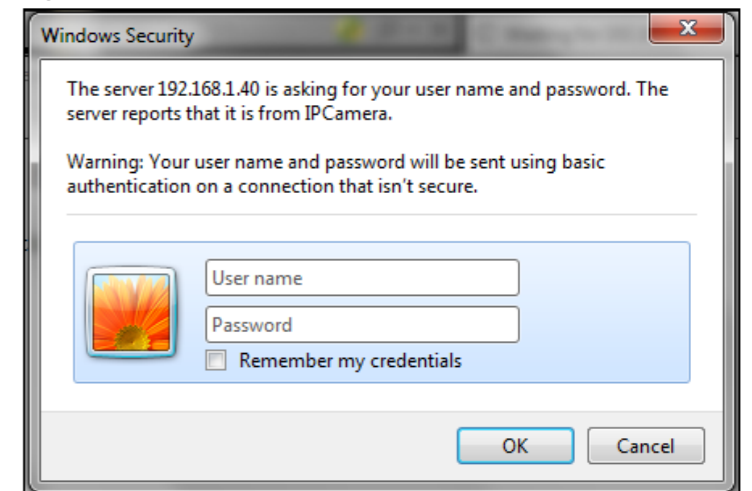 Windows Security
The server 192.168.1.40 is asking for your user name and password. The
server reports that it is from IPCamera.
Warning: Your user name and password will be sent using basic
authentication on a connection that isn't secure.
User name
Password
Remember my credentials
OK
Cancel